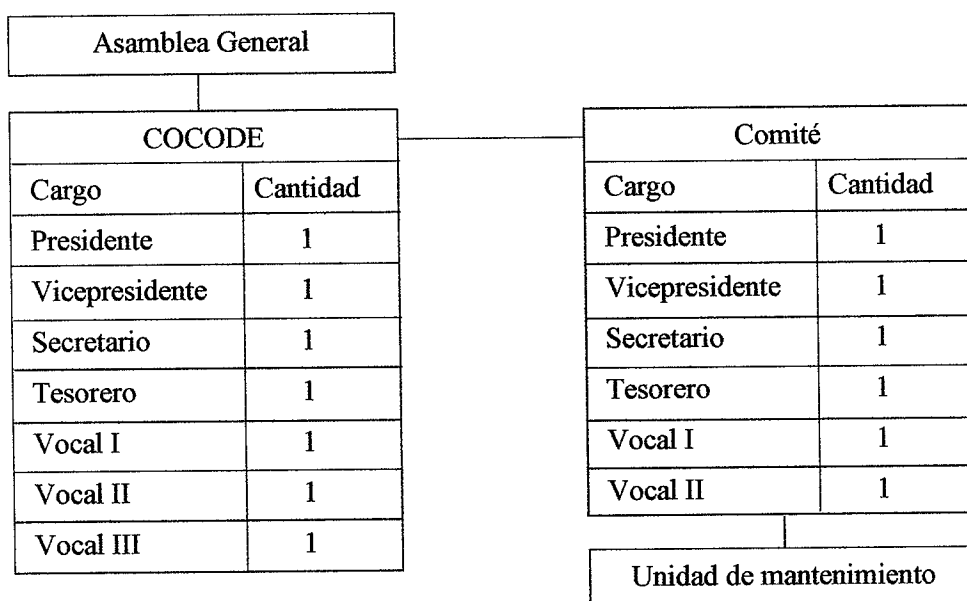 Asamblea General
COCODE
Cargo Cantidad
Presidente 1
Vicepresidente 1
Secretario 1
Tesorero 1
Vocal I 1
Vocal II 1
Vocal III 1
Comité
Cargo Cantidad
Presidente 1
Vicepresidente 1
Secretario 1
Tesorero 1
Vocal I 1
Vocal II 1
Unidad de mantenimiento